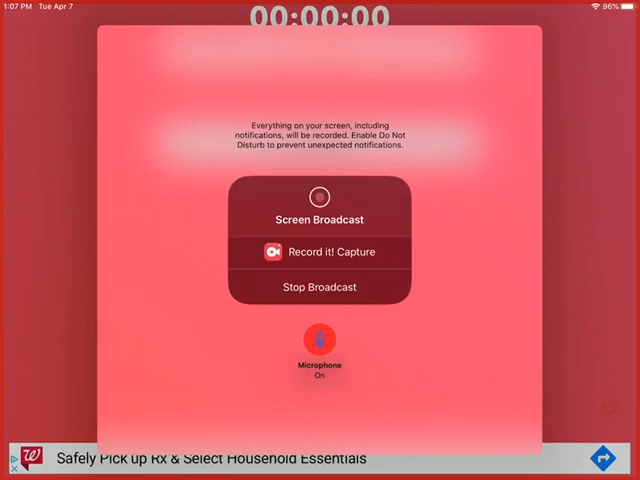 1:07 PM Tue Apr 7
96%
00:00:00
Everything on your screen, including
notifications, will be recorded. Enable Do Not
Disturb to prevent unexpected notifications.
Screen Broadcast
Record it! Capture
Stop Broadcast
Microphone
On
Safely Pick up Rx & Select Household Essentials